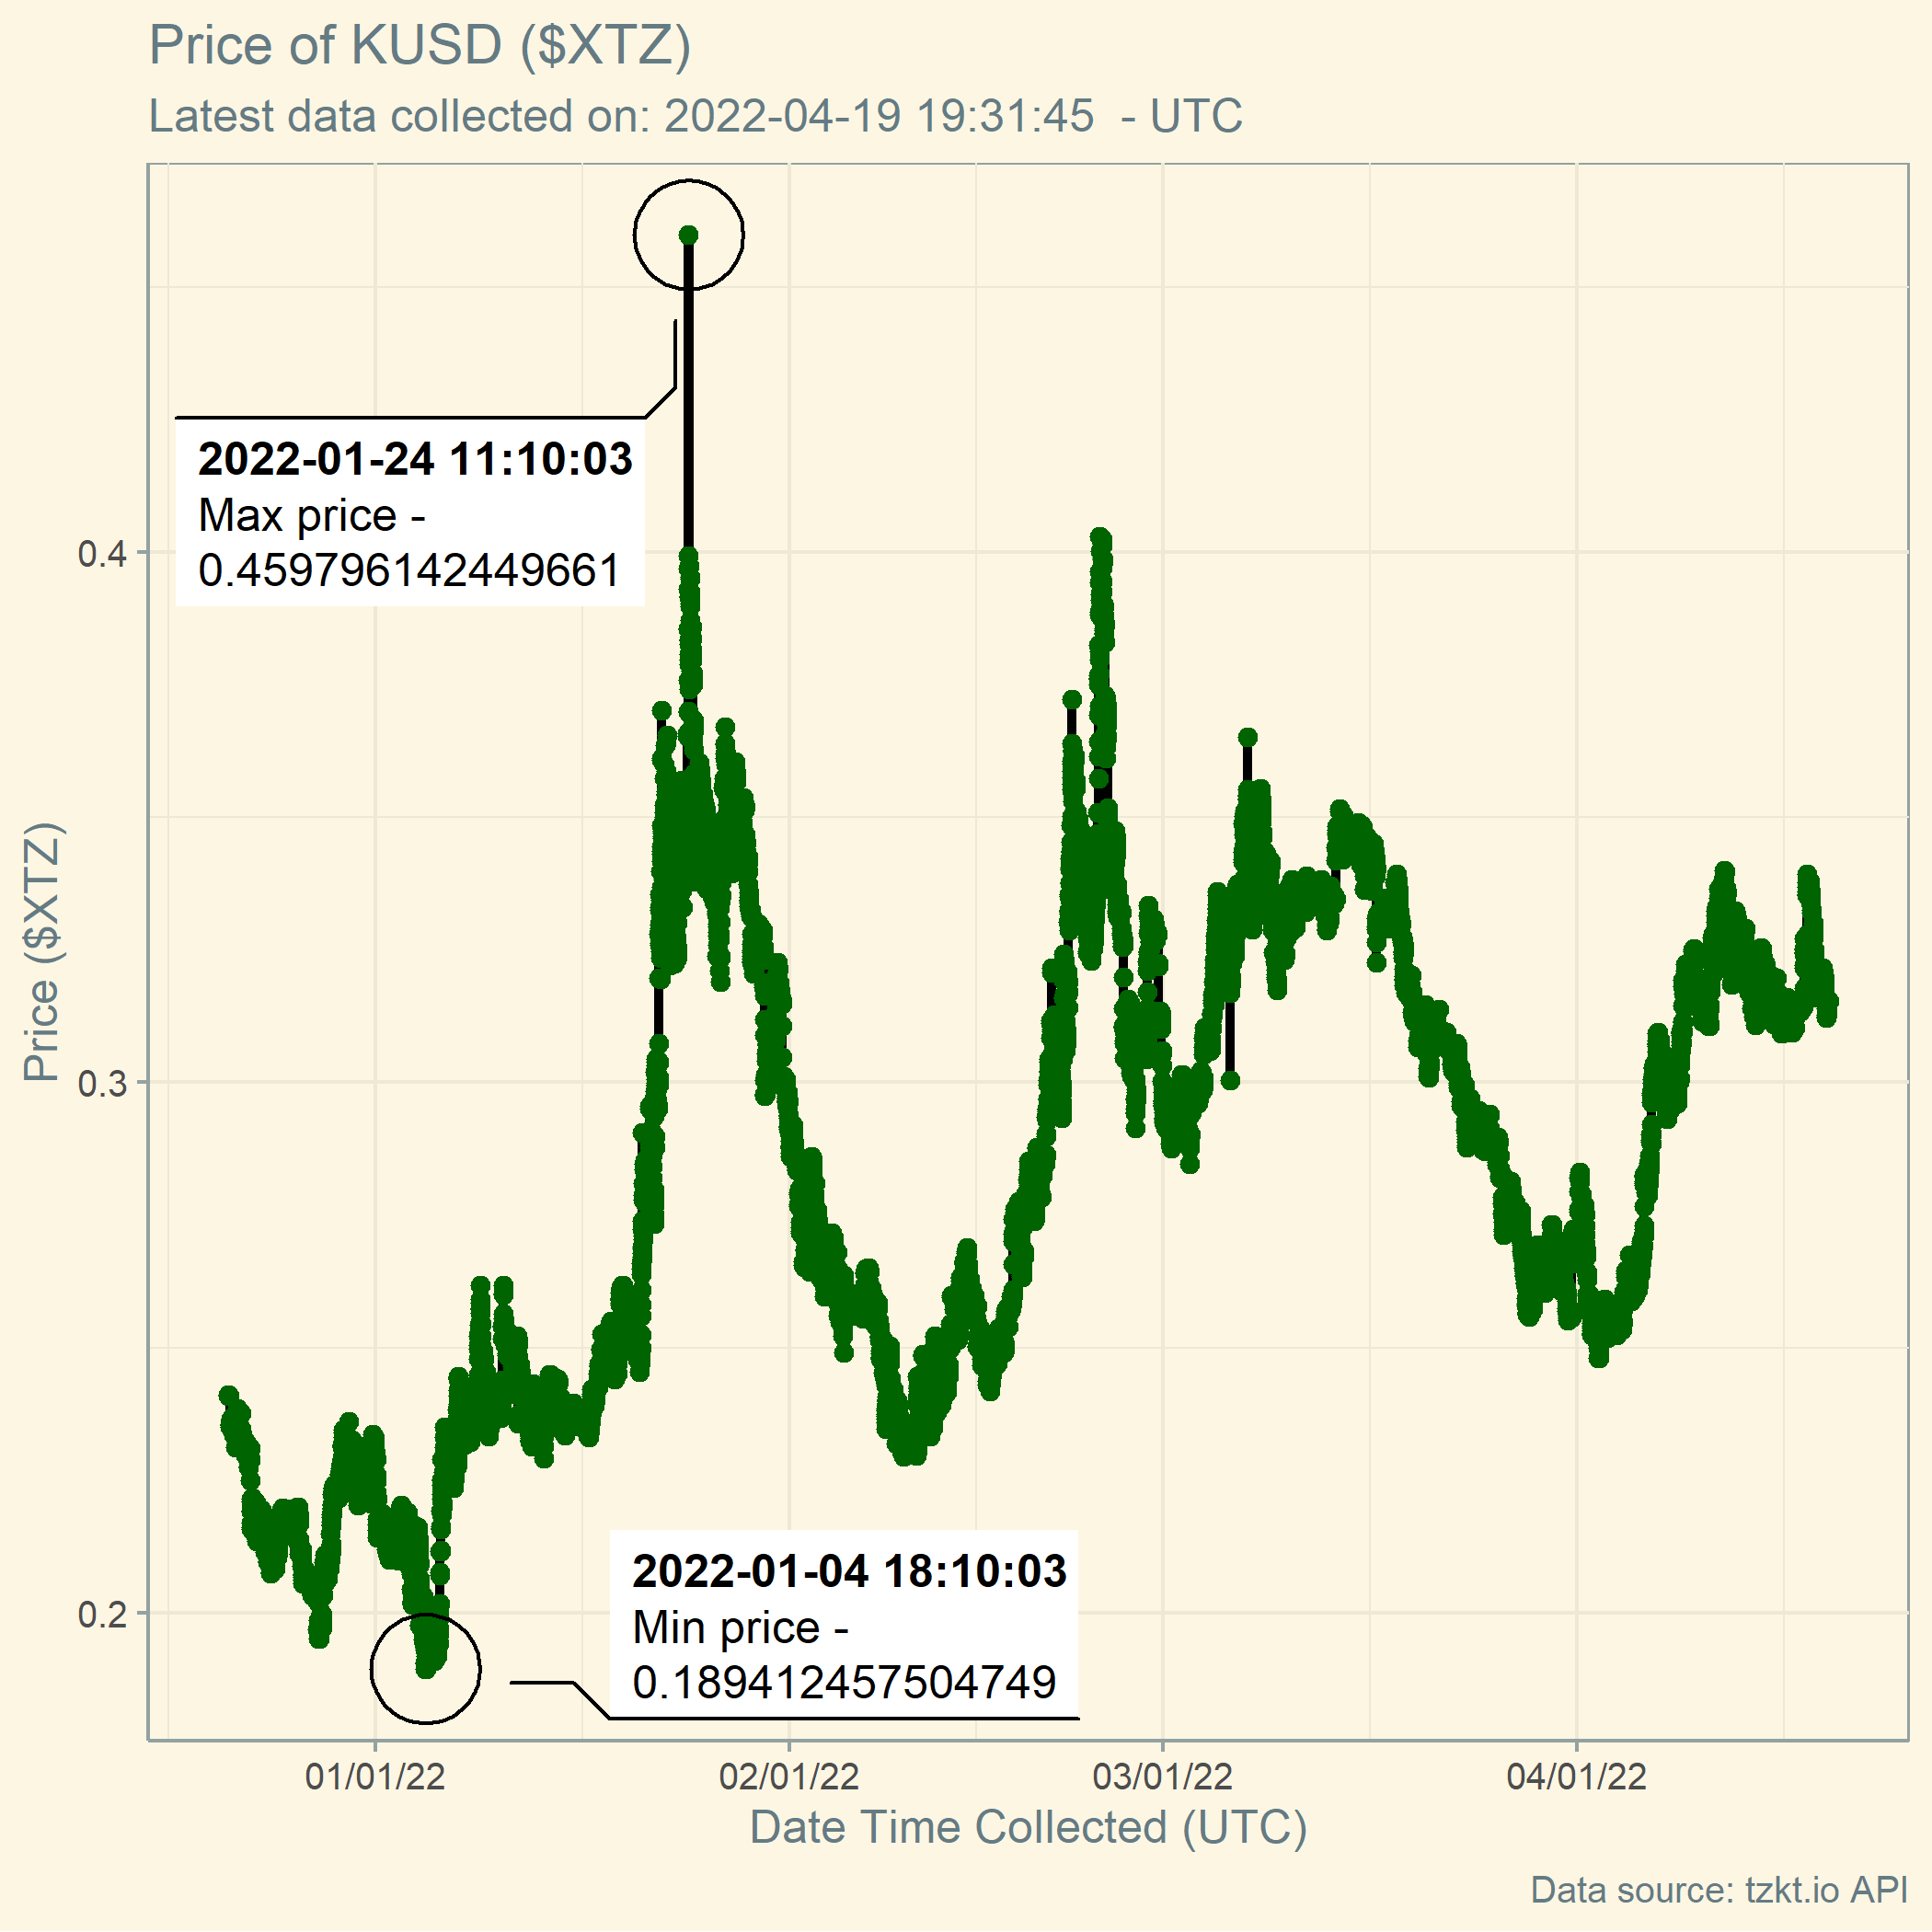 Price of KUSD ($XTZ)
Latest data collected on: 2022-04-19 19:31:45  - UTC
2022-01-24 11:10:03
Max price -
0.459796142449661
0.4
0.3
0.2
Price ($XTZ)
2022-01-04 18:10:03
Min price -
0.189412457504749
01/01/22
02/01/22
03/01/22
04/01/22
Date Time Collected (UTC)
Data source: tzkt.io API